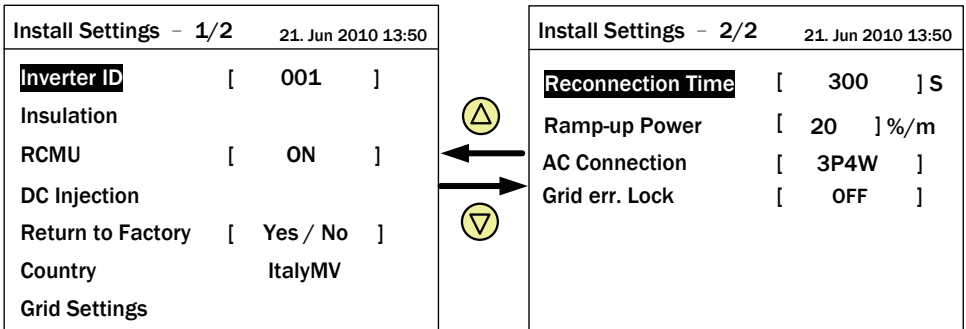 Install Settings – 1/2 21. Jun 2010 13:50
Inverter ID [ 001 ]
Insulation
RCMU [ ON ]
DC Injection
Return to Factory [ Yes / No ]
Country ItalyMV
Grid Settings
Install Settings – 2/2 21. Jun 2010 13:50
Reconnection Time [ 300 ] S
Ramp-up Power [ 20 ] %/m
AC Connection [ 3P4W ]
Grid err. Lock [ OFF ]